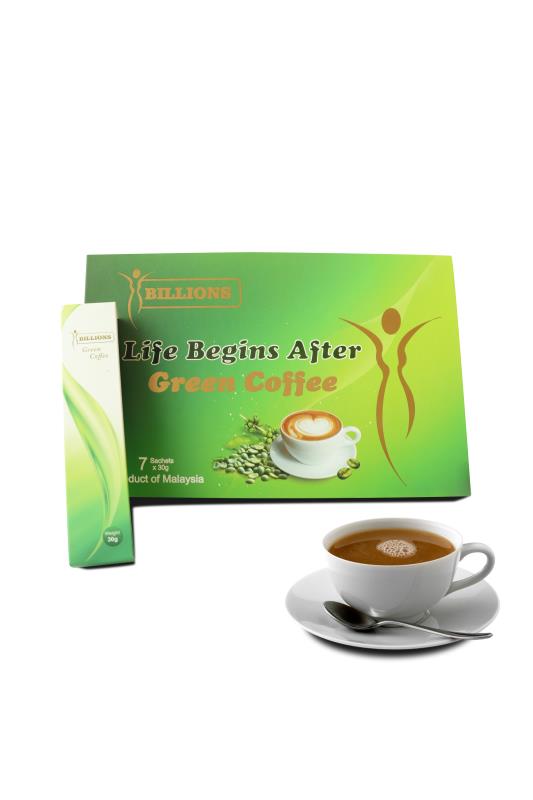 BILLIONS
Life Begins After
Green Coffee
7 Sachets
x 30g
duct of Malaysia
BILLIONS
Green
Coffee
Weight
30g